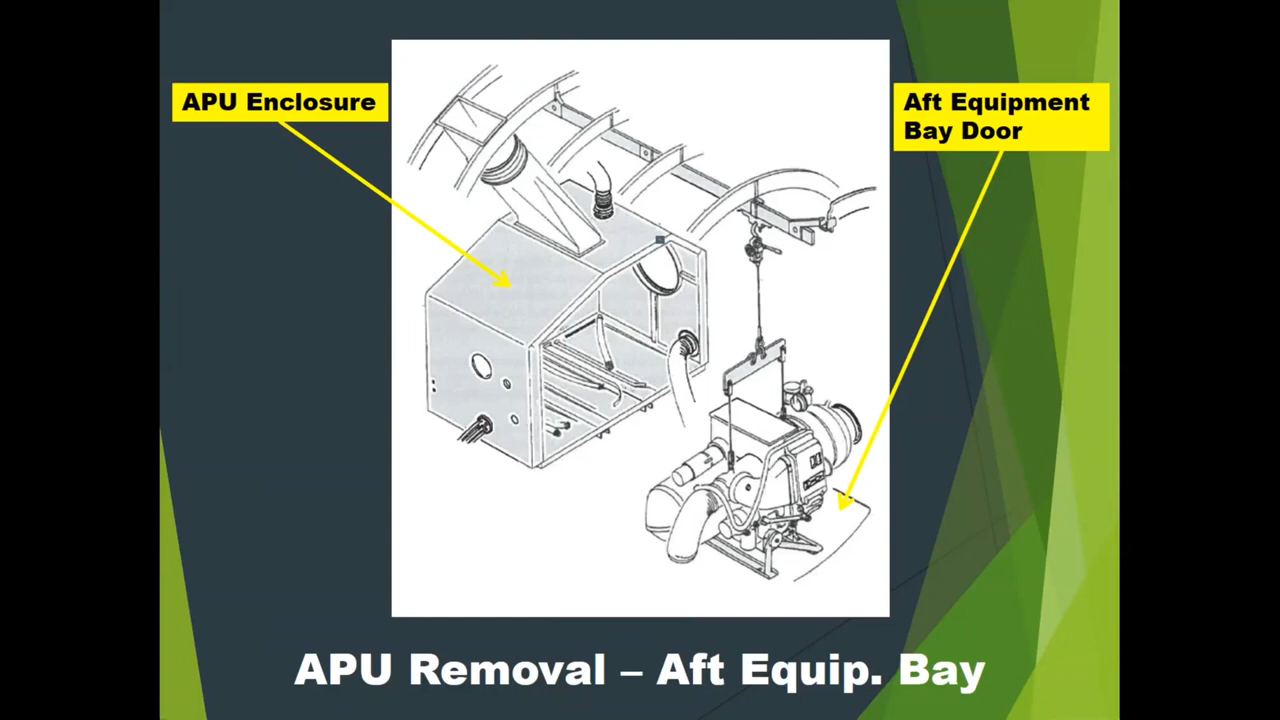 APU Enclosure
Aft Equipment
Bay Door
APU Removal – Aft Equip. Bay